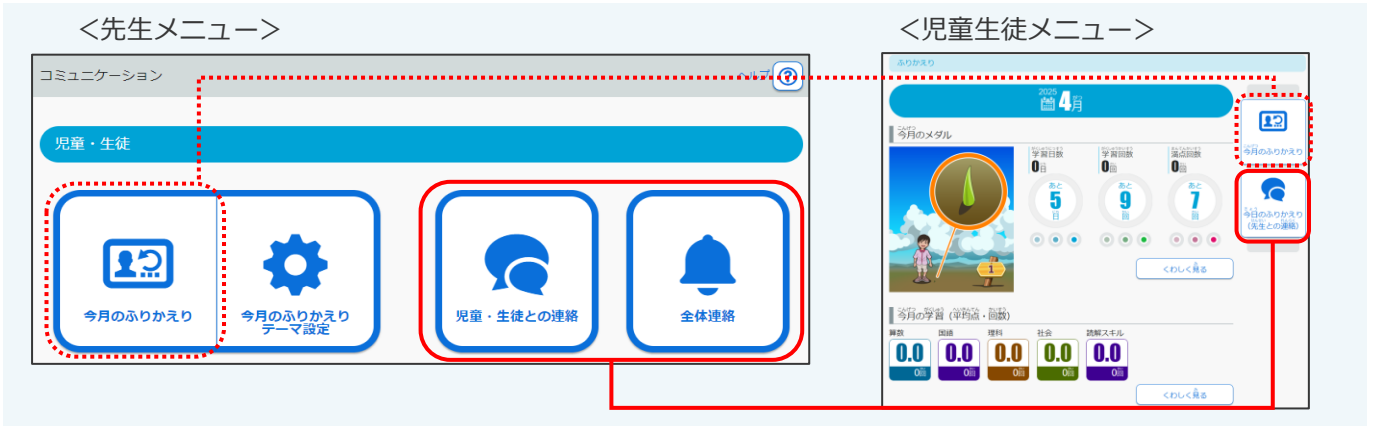 ＜先生メニュー＞
コミュニケーション
ヘルプ ?
児童・生徒
今月のふりかえり
今月のふりかえり
テーマ設定
児童・生徒との連絡
全体連絡
＜児童生徒メニュー＞
ふりかえり
2025
4月
今月のメダル
学習日数
0日
あと
5
日
学習回数
0回
あと
9
回
満点回数
0回
あと
7
回
1
くわしく見る
今月の学習（平均点・回数）
算数
0.0
0回
国語
0.0
0回
理科
0.0
0回
社会
0.0
0回
読解スキル
0.0
0回
くわしく見る
今月のふりかえり
今日のふりかえり
（先生との連絡）